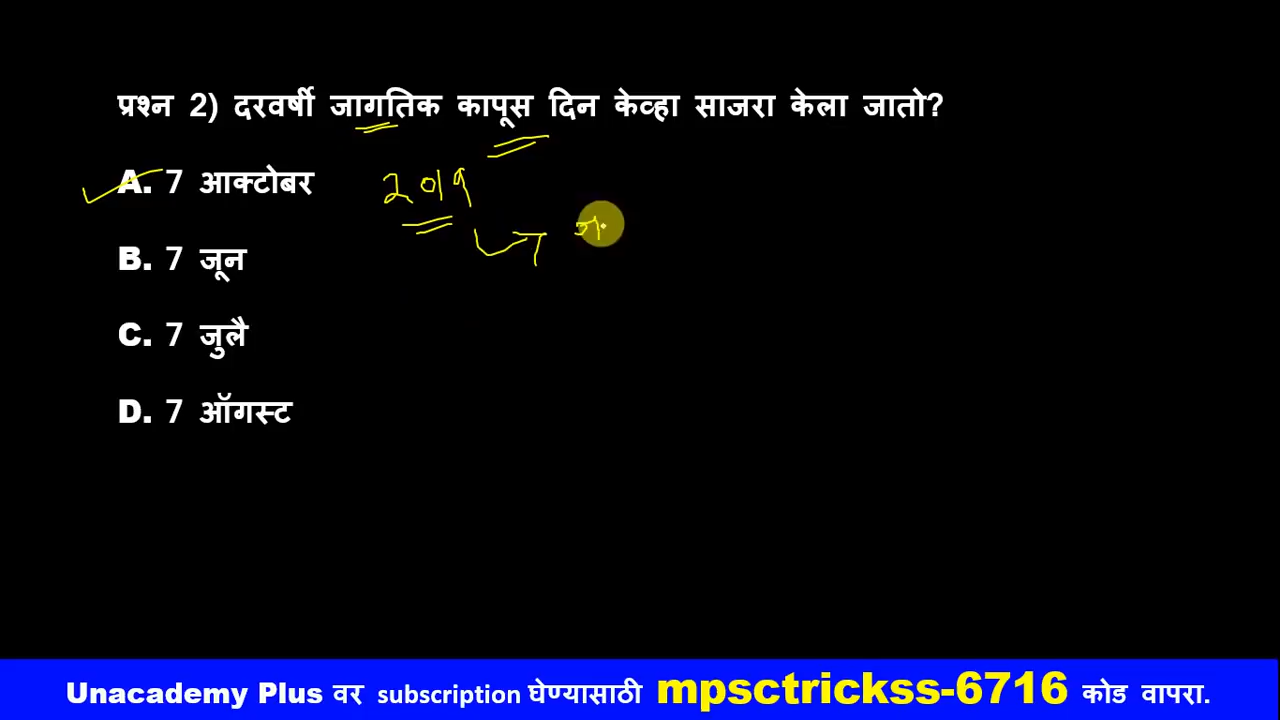 प्रश्न 2) दरवर्षी जागतिक कापूस दिन केव्हा साजरा केला जातो?
A. 7 आक्टोबर 2019
B. 7 जून
C. 7 जुलै
D. 7 ऑगस्ट
Unacademy Plus वर subscription घेण्यासाठी mpsctrickss-6716 कोड वापरा.